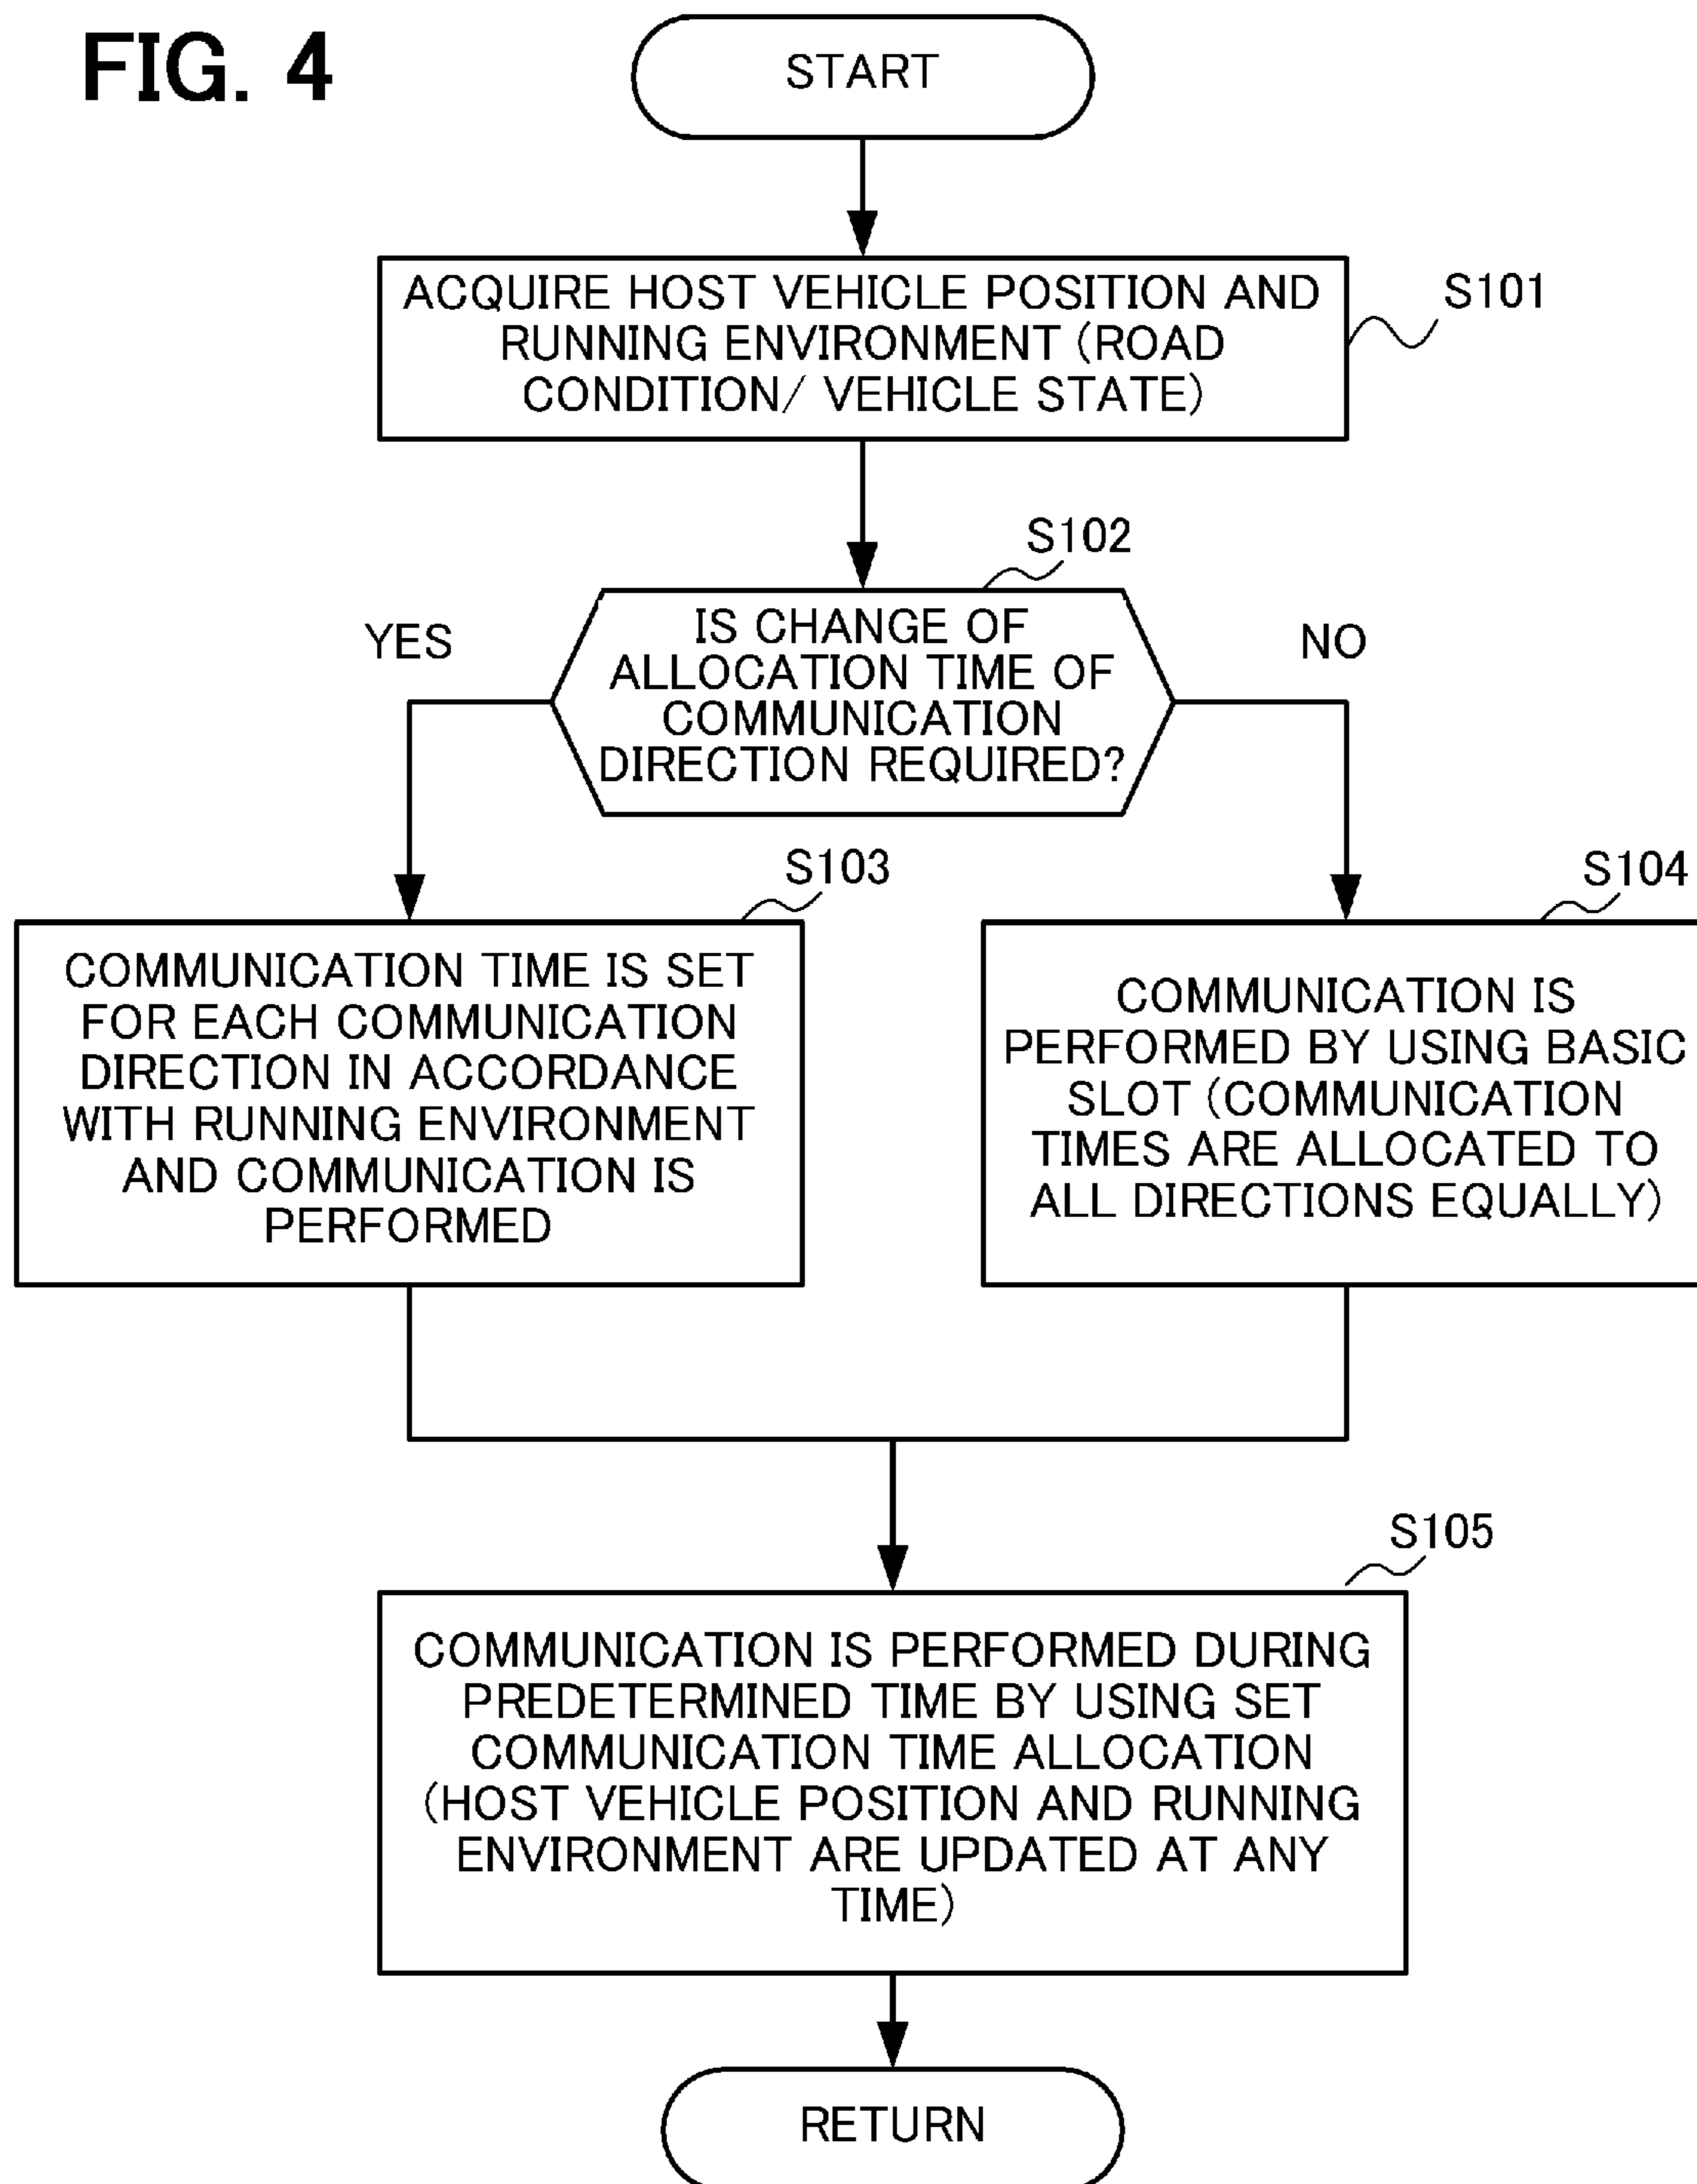 FIG. 4
START
ACQUIRE HOST VEHICLE POSITION AND
RUNNING ENVIRONMENT (ROAD
CONDITION/ VEHICLE STATE)
S101
S102
IS CHANGE OF
ALLOCATION TIME OF
COMMUNICATION
DIRECTION REQUIRED?
YES
NO
S103
COMMUNICATION TIME IS SET
FOR EACH COMMUNICATION
DIRECTION IN ACCORDANCE
WITH RUNNING ENVIRONMENT
AND COMMUNICATION IS
PERFORMED
S104
COMMUNICATION IS
PERFORMED BY USING BASIC
SLOT (COMMUNICATION
TIMES ARE ALLOCATED TO
ALL DIRECTIONS EQUALLY)
S105
COMMUNICATION IS PERFORMED DURING
PREDETERMINED TIME BY USING SET
COMMUNICATION TIME ALLOCATION
(HOST VEHICLE POSITION AND RUNNING
ENVIRONMENT ARE UPDATED AT ANY
TIME)
RETURN